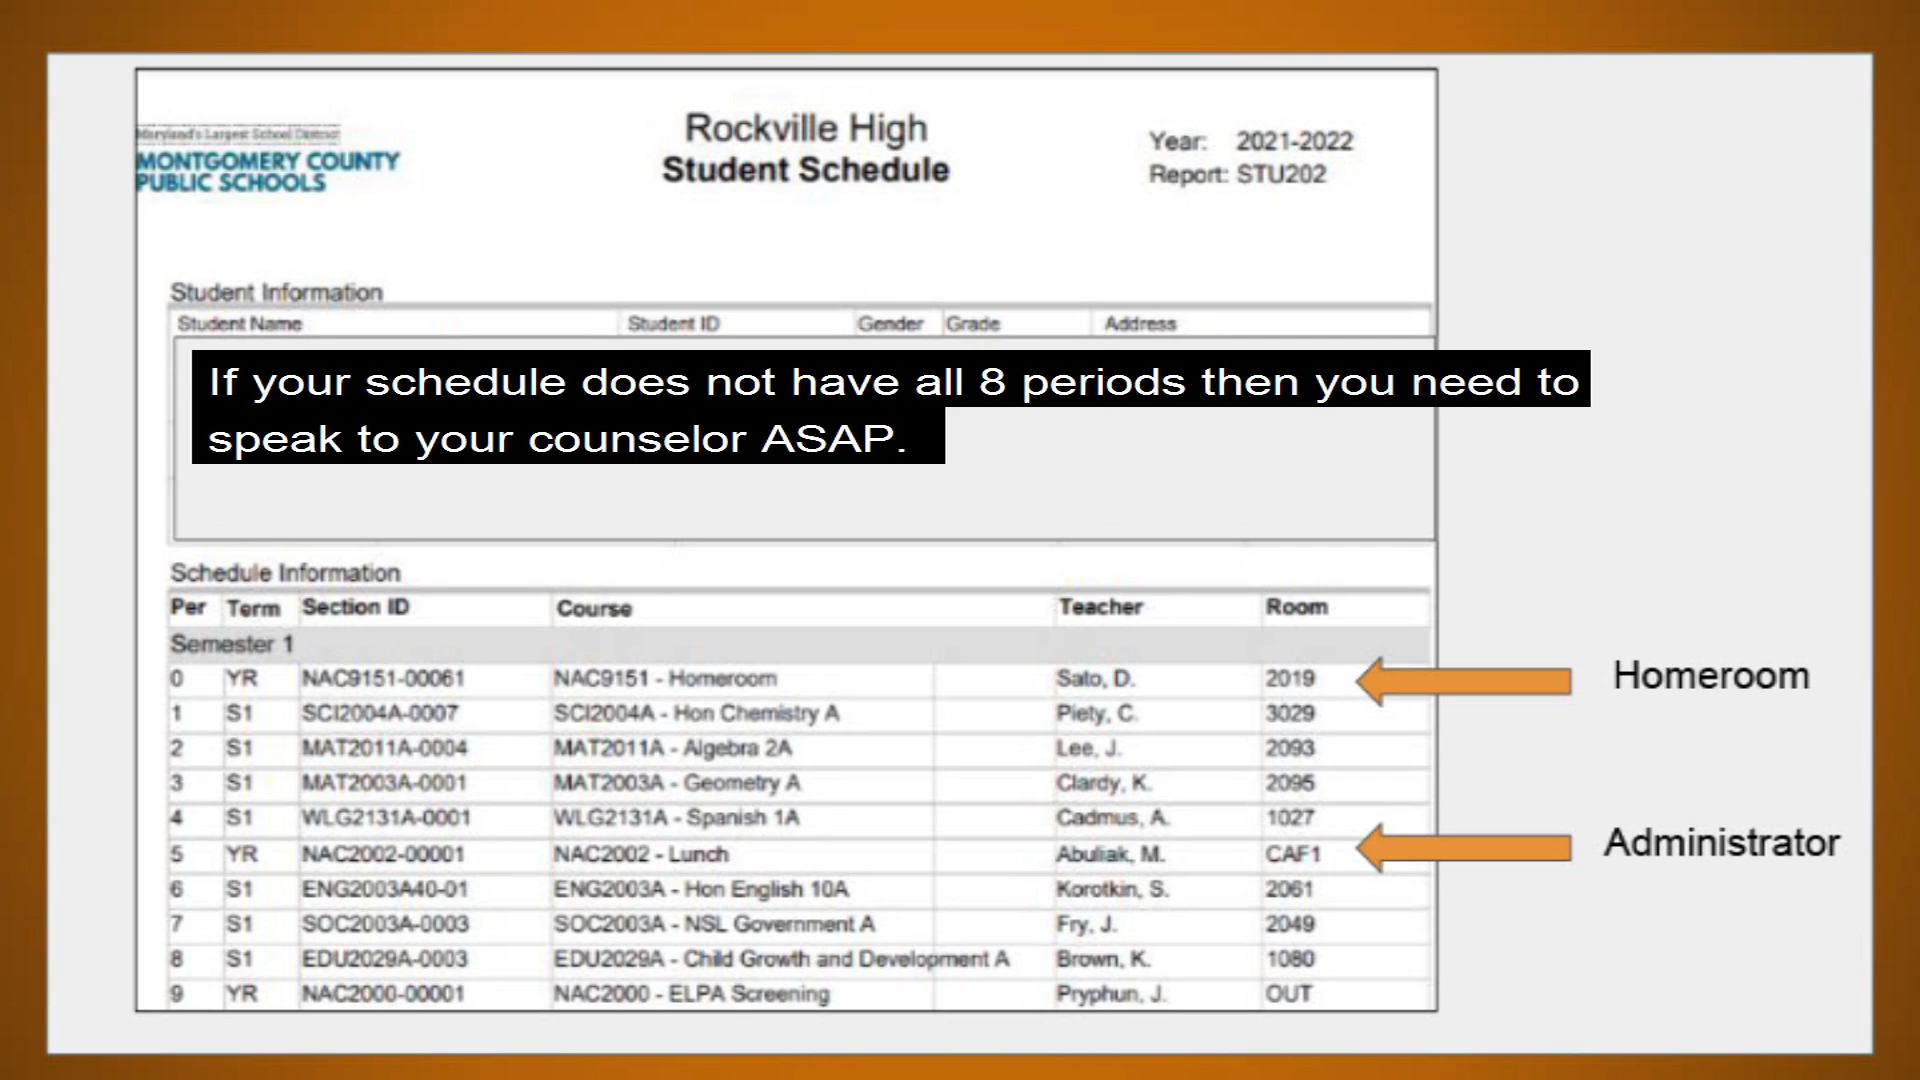 Maryland's Largest School District
MONTGOMERY COUNTY
PUBLIC SCHOOLS
Rockville High
Student Schedule
Year: 2021-2022
Report: STU202
Student Information
Student Name Student ID Gender Grade Address
If your schedule does not have all 8 periods then you need to
speak to your counselor ASAP.
Schedule Information
Per Term Section ID Course Teacher Room
Semester 1
0 YR NAC9151-00061 NAC9151 - Homeroom Sato, D. 2019
Homeroom
1 S1 SCI2004A-0007 SCI2004A - Hon Chemistry A Piety, C. 3029
2 S1 MAT2011A-0004 MAT2011A - Algebra 2A Lee, J. 2093
3 S1 MAT2003A-0001 MAT2003A - Geometry A Clardy, K. 2095
4 S1 WLG2131A-0001 WLG2131A - Spanish 1A Cadmus, A. 1027
5 YR NAC2002-00001 NAC2002 - Lunch Abuliak, M. CAF1
Administrator
6 S1 ENG2003A40-01 ENG2003A - Hon English 10A Korotkin, S. 2061
7 S1 SOC2003A-0003 SOC2003A - NSL Government A Fry, J. 2049
8 S1 EDU2029A-0003 EDU2029A - Child Growth and Development A Brown, K. 1080
9 YR NAC2000-00001 NAC2000 - ELPA Screening Pryphun, J. OUT